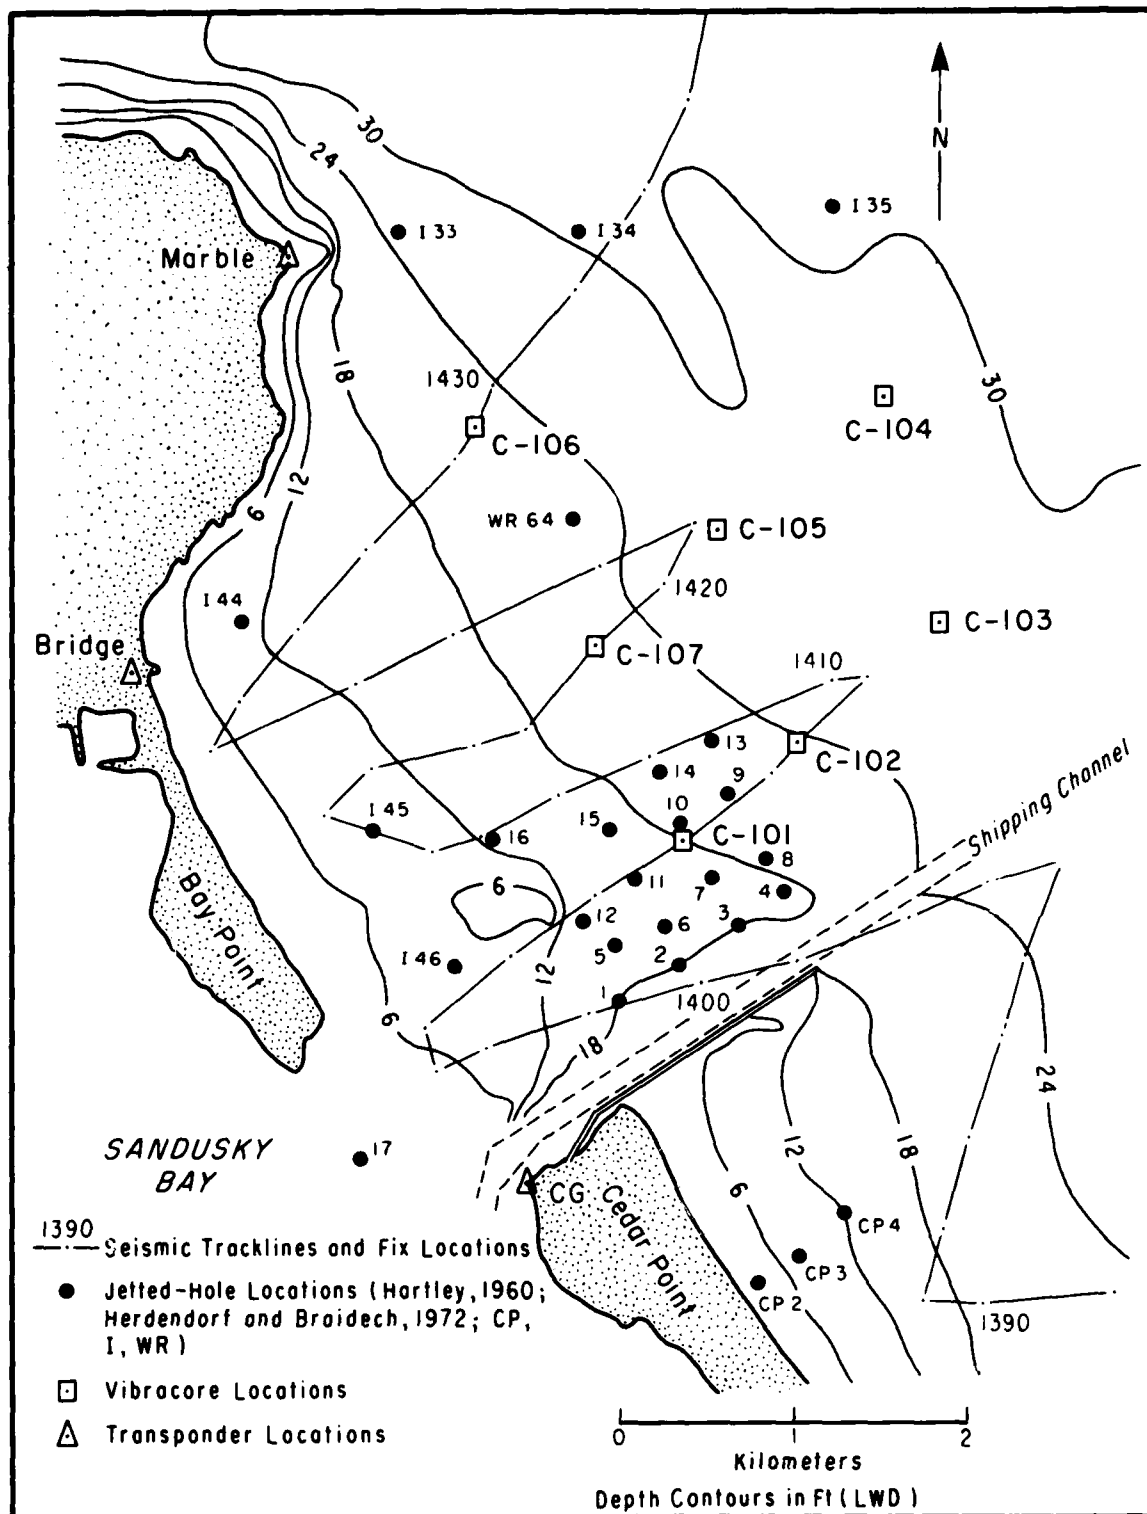 30
24
N
I 33
I 34
I 35
Marble
18
1430
30
C-104
C-106
12
6
WR 64
C-105
1420
I 44
C-103
Bridge
C-107
1410
13
C-102
14
9
Shipping Channel
I 45
10
15
16
C-101
8
Bay Point
6
11
7
4
12
6
3
5
2
I 46
12
1
1400
6
18
24
SANDUSKY
BAY
17
12
18
6
CG
Cedar Point
CP 4
CP 3
CP 2
1390
1390
Seismic Tracklines and Fix Locations
Jetted-Hole Locations (Hartley, 1960;
Herdendorf and Braidech, 1972; CP,
I, WR)
Vibracore Locations
Transponder Locations
0 1 2
Kilometers
Depth Contours in Ft (LWD)